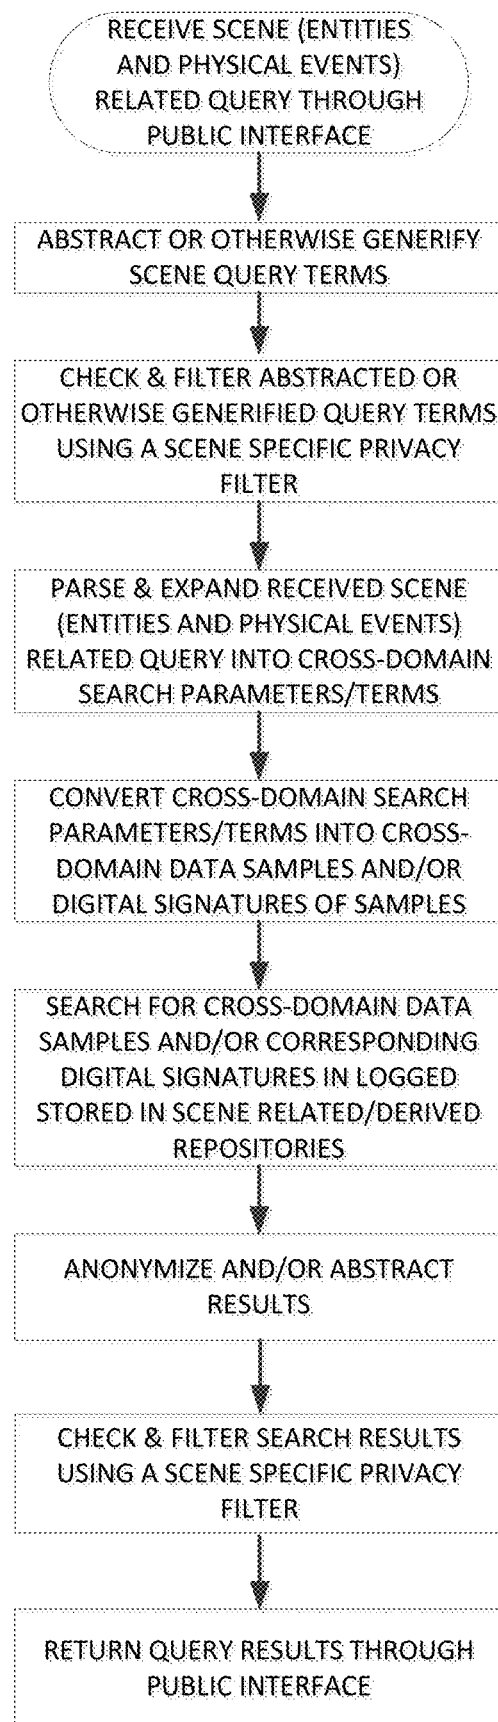 RECEIVE SCENE (ENTITIES
AND PHYSICAL EVENTS)
RELATED QUERY THROUGH
PUBLIC INTERFACE
ABSTRACT OR OTHERWISE GENERIFY
SCENE QUERY TERMS
CHECK & FILTER ABSTRACTED OR
OTHERWISE GENERIFIED QUERY TERMS
USING A SCENE SPECIFIC PRIVACY
FILTER
PARSE & EXPAND RECEIVED SCENE
(ENTITIES AND PHYSICAL EVENTS)
RELATED QUERY INTO CROSS-DOMAIN
SEARCH PARAMETERS/TERMS
CONVERT CROSS-DOMAIN SEARCH
PARAMETERS/TERMS INTO CROSS-
DOMAIN DATA SAMPLES AND/OR
DIGITAL SIGNATURES OF SAMPLES
SEARCH FOR CROSS-DOMAIN DATA
SAMPLES AND/OR CORRESPONDING
DIGITAL SIGNATURES IN LOGGED
STORED IN SCENE RELATED/DERIVED
REPOSITORIES
ANONYMIZE AND/OR ABSTRACT
RESULTS
CHECK & FILTER SEARCH RESULTS
USING A SCENE SPECIFIC PRIVACY
FILTER
RETURN QUERY RESULTS THROUGH
PUBLIC INTERFACE